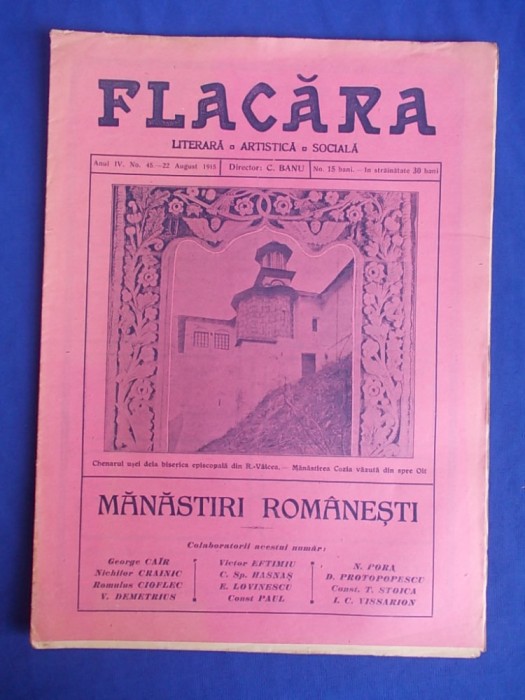 FLACĂRA
LITERARĂ ▫ ARTISTICĂ ▫ SOCIALĂ
Anul IV. No. 45.—22 August 1915
Director: C. BANU
No. 15 bani. — In străinătate 30 bani
Chenarul ușei dela biserica episcopală din R.-Vâlcea. — Mânăstirea Cozia văzută din spre Olt
MĂNĂSTIRI ROMÂNEȘTI
Colaboratorii acestui număr:
George CAÏR
Nichifor CRAINIC
Romulus CIOFLEC
V. DEMETRIUS
Victor EFTIMIU
C. Sp. HASNAȘ
E. LOVINESCU
Const PAUL
N. PORA
D. PROTOPOPESCU
Const. T. STOICA
I. C. VISSARION